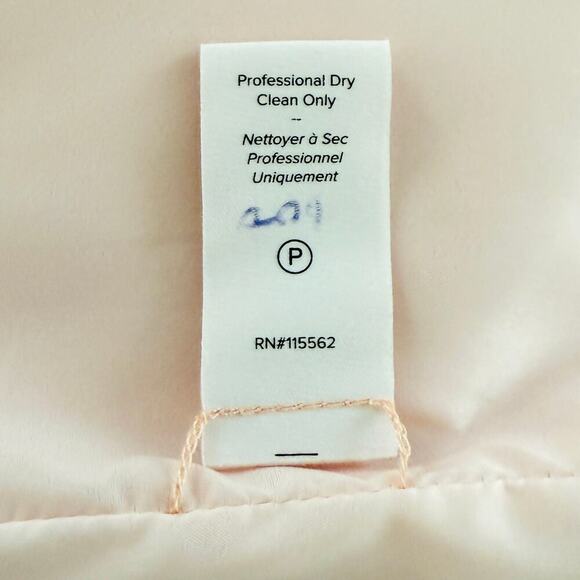 Professional Dry
Clean Only
--
Nettoyer à Sec
Professionnel
Uniquement
P
RN#115562